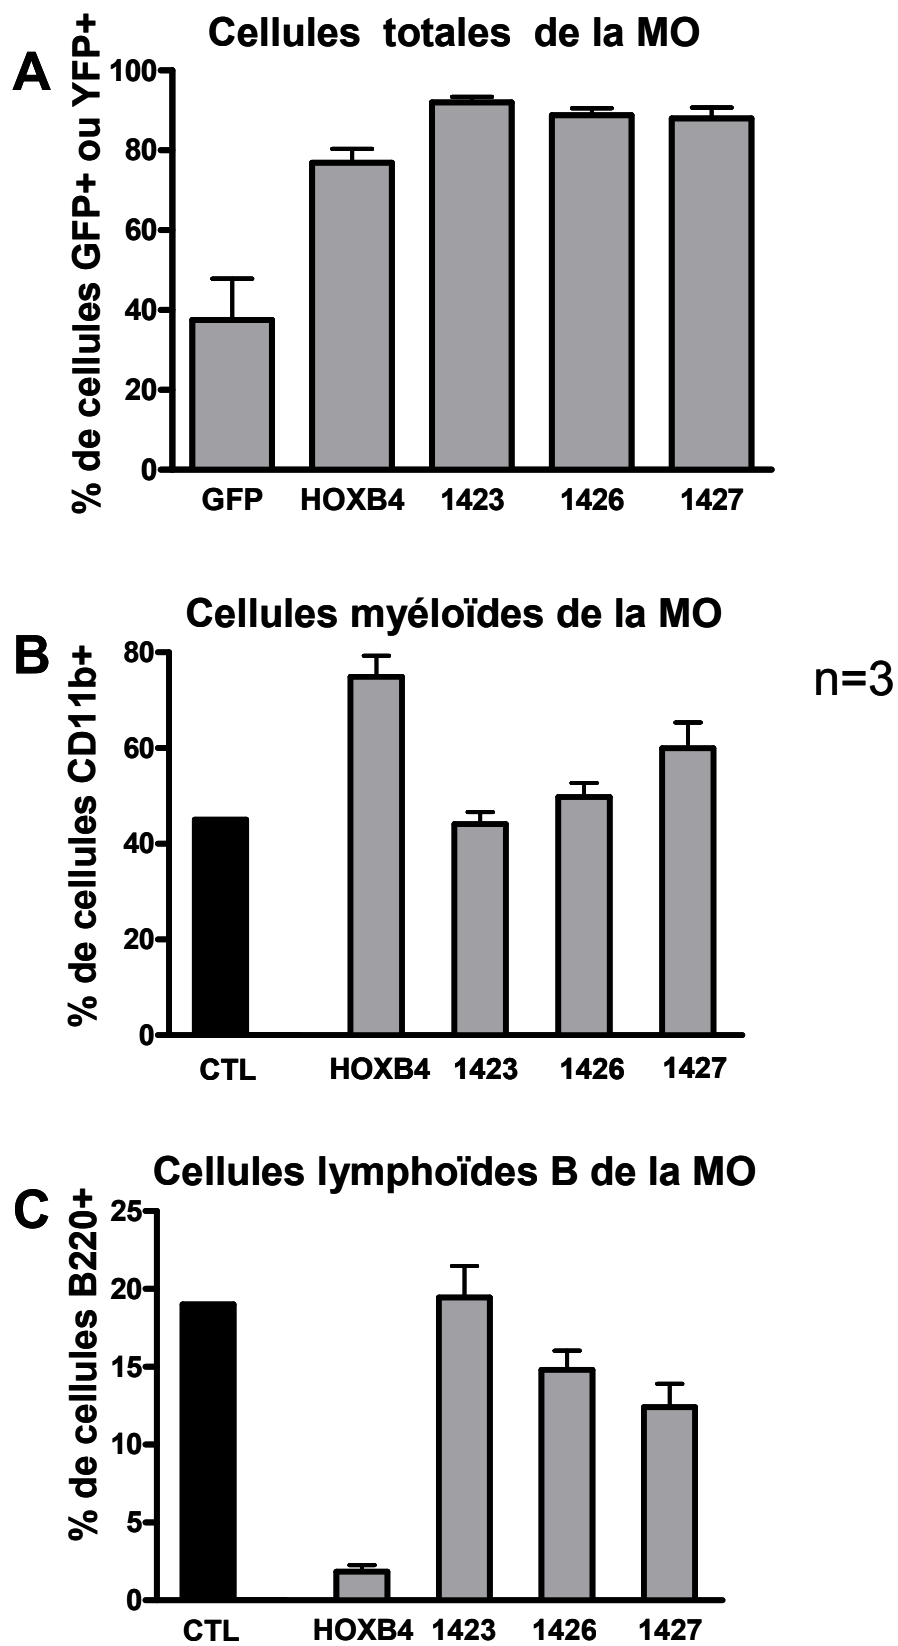 Cellules totales de la MO
A
% de cellules GFP+ ou YFP+
100
80
60
40
20
0
GFP HOXB4 1423 1426 1427
Cellules myéloïdes de la MO
B
n=3
% de cellules CD11b+
80
60
40
20
0
CTL HOXB4 1423 1426 1427
Cellules lymphoïdes B de la MO
C
% de cellules B220+
25
20
15
10
5
0
CTL HOXB4 1423 1426 1427